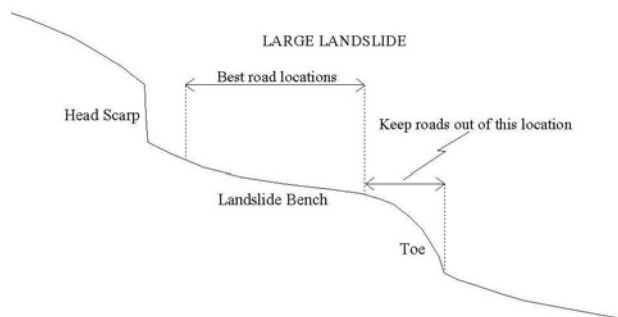 LARGE LANDSLIDE
Best road locations
Head Scarp
Keep roads out of this location
Landslide Bench
Toe